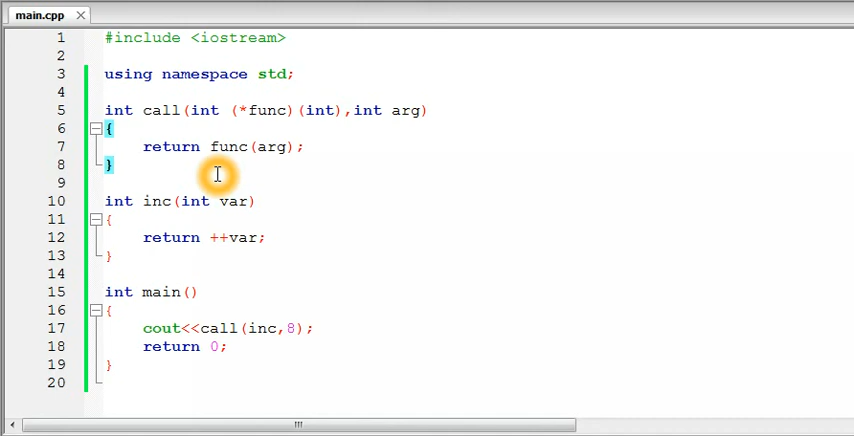 main.cpp
1 #include <iostream>
2
3 using namespace std;
4
5 int call(int (*func)(int),int arg)
6 {
7 return func(arg);
8 }
9
10 int inc(int var)
11 {
12 return ++var;
13 }
14
15 int main()
16 {
17 cout<<call(inc,8);
18 return 0;
19 }
20